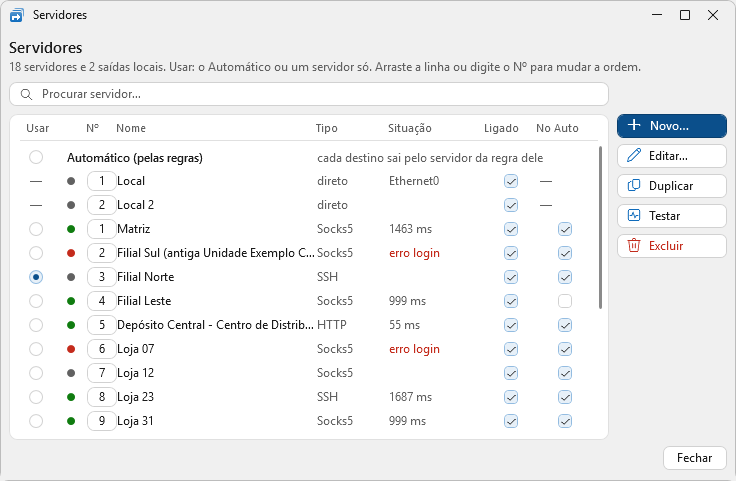 Servidores
Servidores
18 servidores e 2 saídas locais. Usar: o Automático ou um servidor só. Arraste a linha ou digite o Nº para mudar a ordem.
Procurar servidor...
Usar Nº Nome Tipo Situação Ligado No Auto
Automático (pelas regras) cada destino sai pelo servidor da regra dele
— 1 Local direto Ethernet0 —
— 2 Local 2 direto —
1 Matriz Socks5 1463 ms
2 Filial Sul (antiga Unidade Exemplo C... Socks5 erro login
3 Filial Norte SSH
4 Filial Leste Socks5 999 ms
5 Depósito Central - Centro de Distrib... HTTP 55 ms
6 Loja 07 Socks5 erro login
7 Loja 12 Socks5
8 Loja 23 SSH 1687 ms
9 Loja 31 Socks5 999 ms
Novo...
Editar...
Duplicar
Testar
Excluir
Fechar